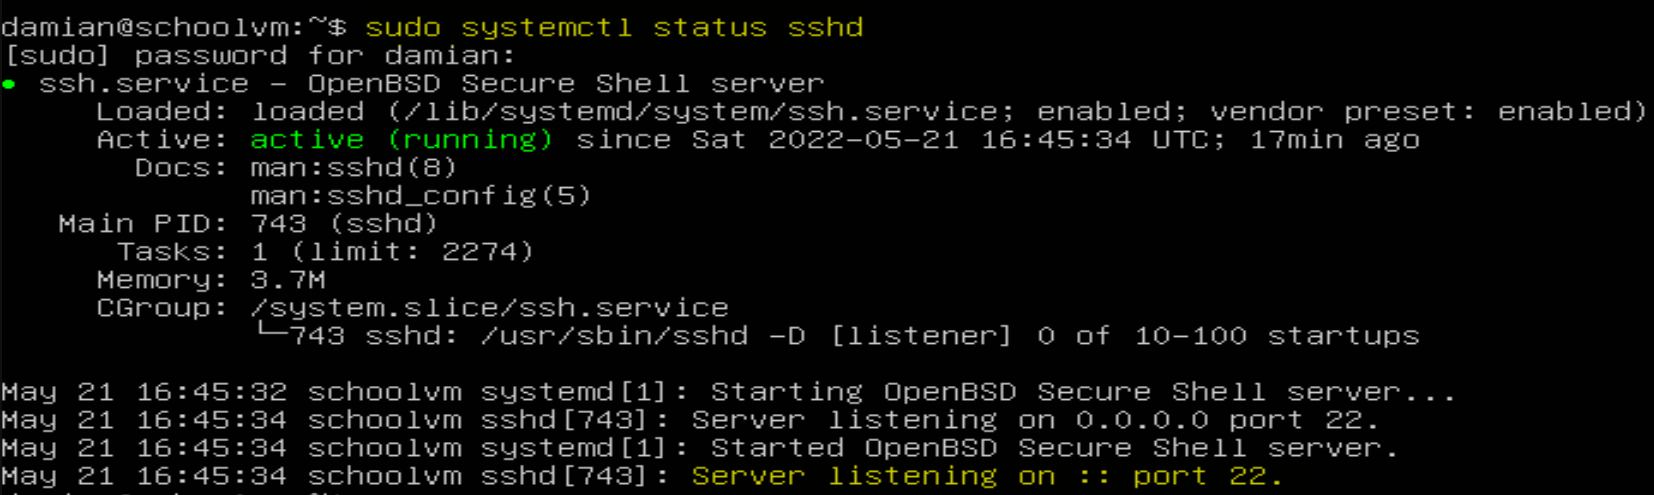 damian@schoolvm:~$ sudo systemctl status sshd
[sudo] password for damian:
● ssh.service - OpenBSD Secure Shell server
Loaded: loaded (/lib/systemd/system/ssh.service; enabled; vendor preset: enabled)
Active: active (running) since Sat 2022-05-21 16:45:34 UTC; 17min ago
Docs: man:sshd(8)
man:sshd_config(5)
Main PID: 743 (sshd)
Tasks: 1 (limit: 2274)
Memory: 3.7M
CGroup: /system.slice/ssh.service
└─743 sshd: /usr/sbin/sshd -D [listener] 0 of 10-100 startups
May 21 16:45:32 schoolvm systemd[1]: Starting OpenBSD Secure Shell server...
May 21 16:45:34 schoolvm sshd[743]: Server listening on 0.0.0.0 port 22.
May 21 16:45:34 schoolvm systemd[1]: Started OpenBSD Secure Shell server.
May 21 16:45:34 schoolvm sshd[743]: Server listening on :: port 22.